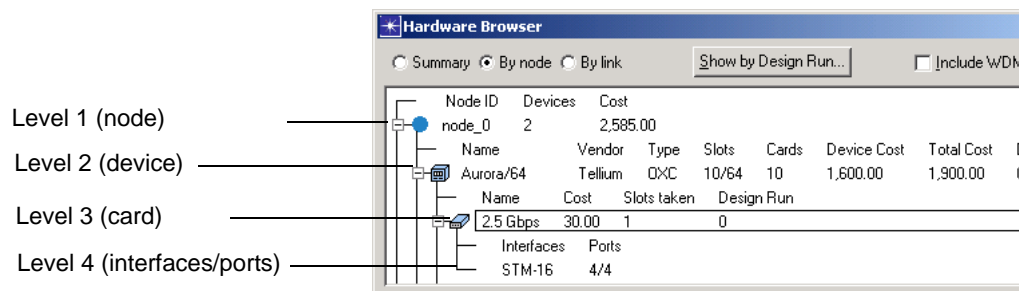 Hardware Browser
Summary By node By link Show by Design Run... Include WDM
Node ID Devices Cost
Level 1 (node)
node_0 2 2,585.00
Name Vendor Type Slots Cards Device Cost Total Cost
Level 2 (device)
Aurora/64 Tellium OXC 10/64 10 1,600.00 1,900.00
Name Cost Slots taken Design Run
Level 3 (card)
2.5 Gbps 30.00 1 0
Interfaces Ports
Level 4 (interfaces/ports)
STM-16 4/4